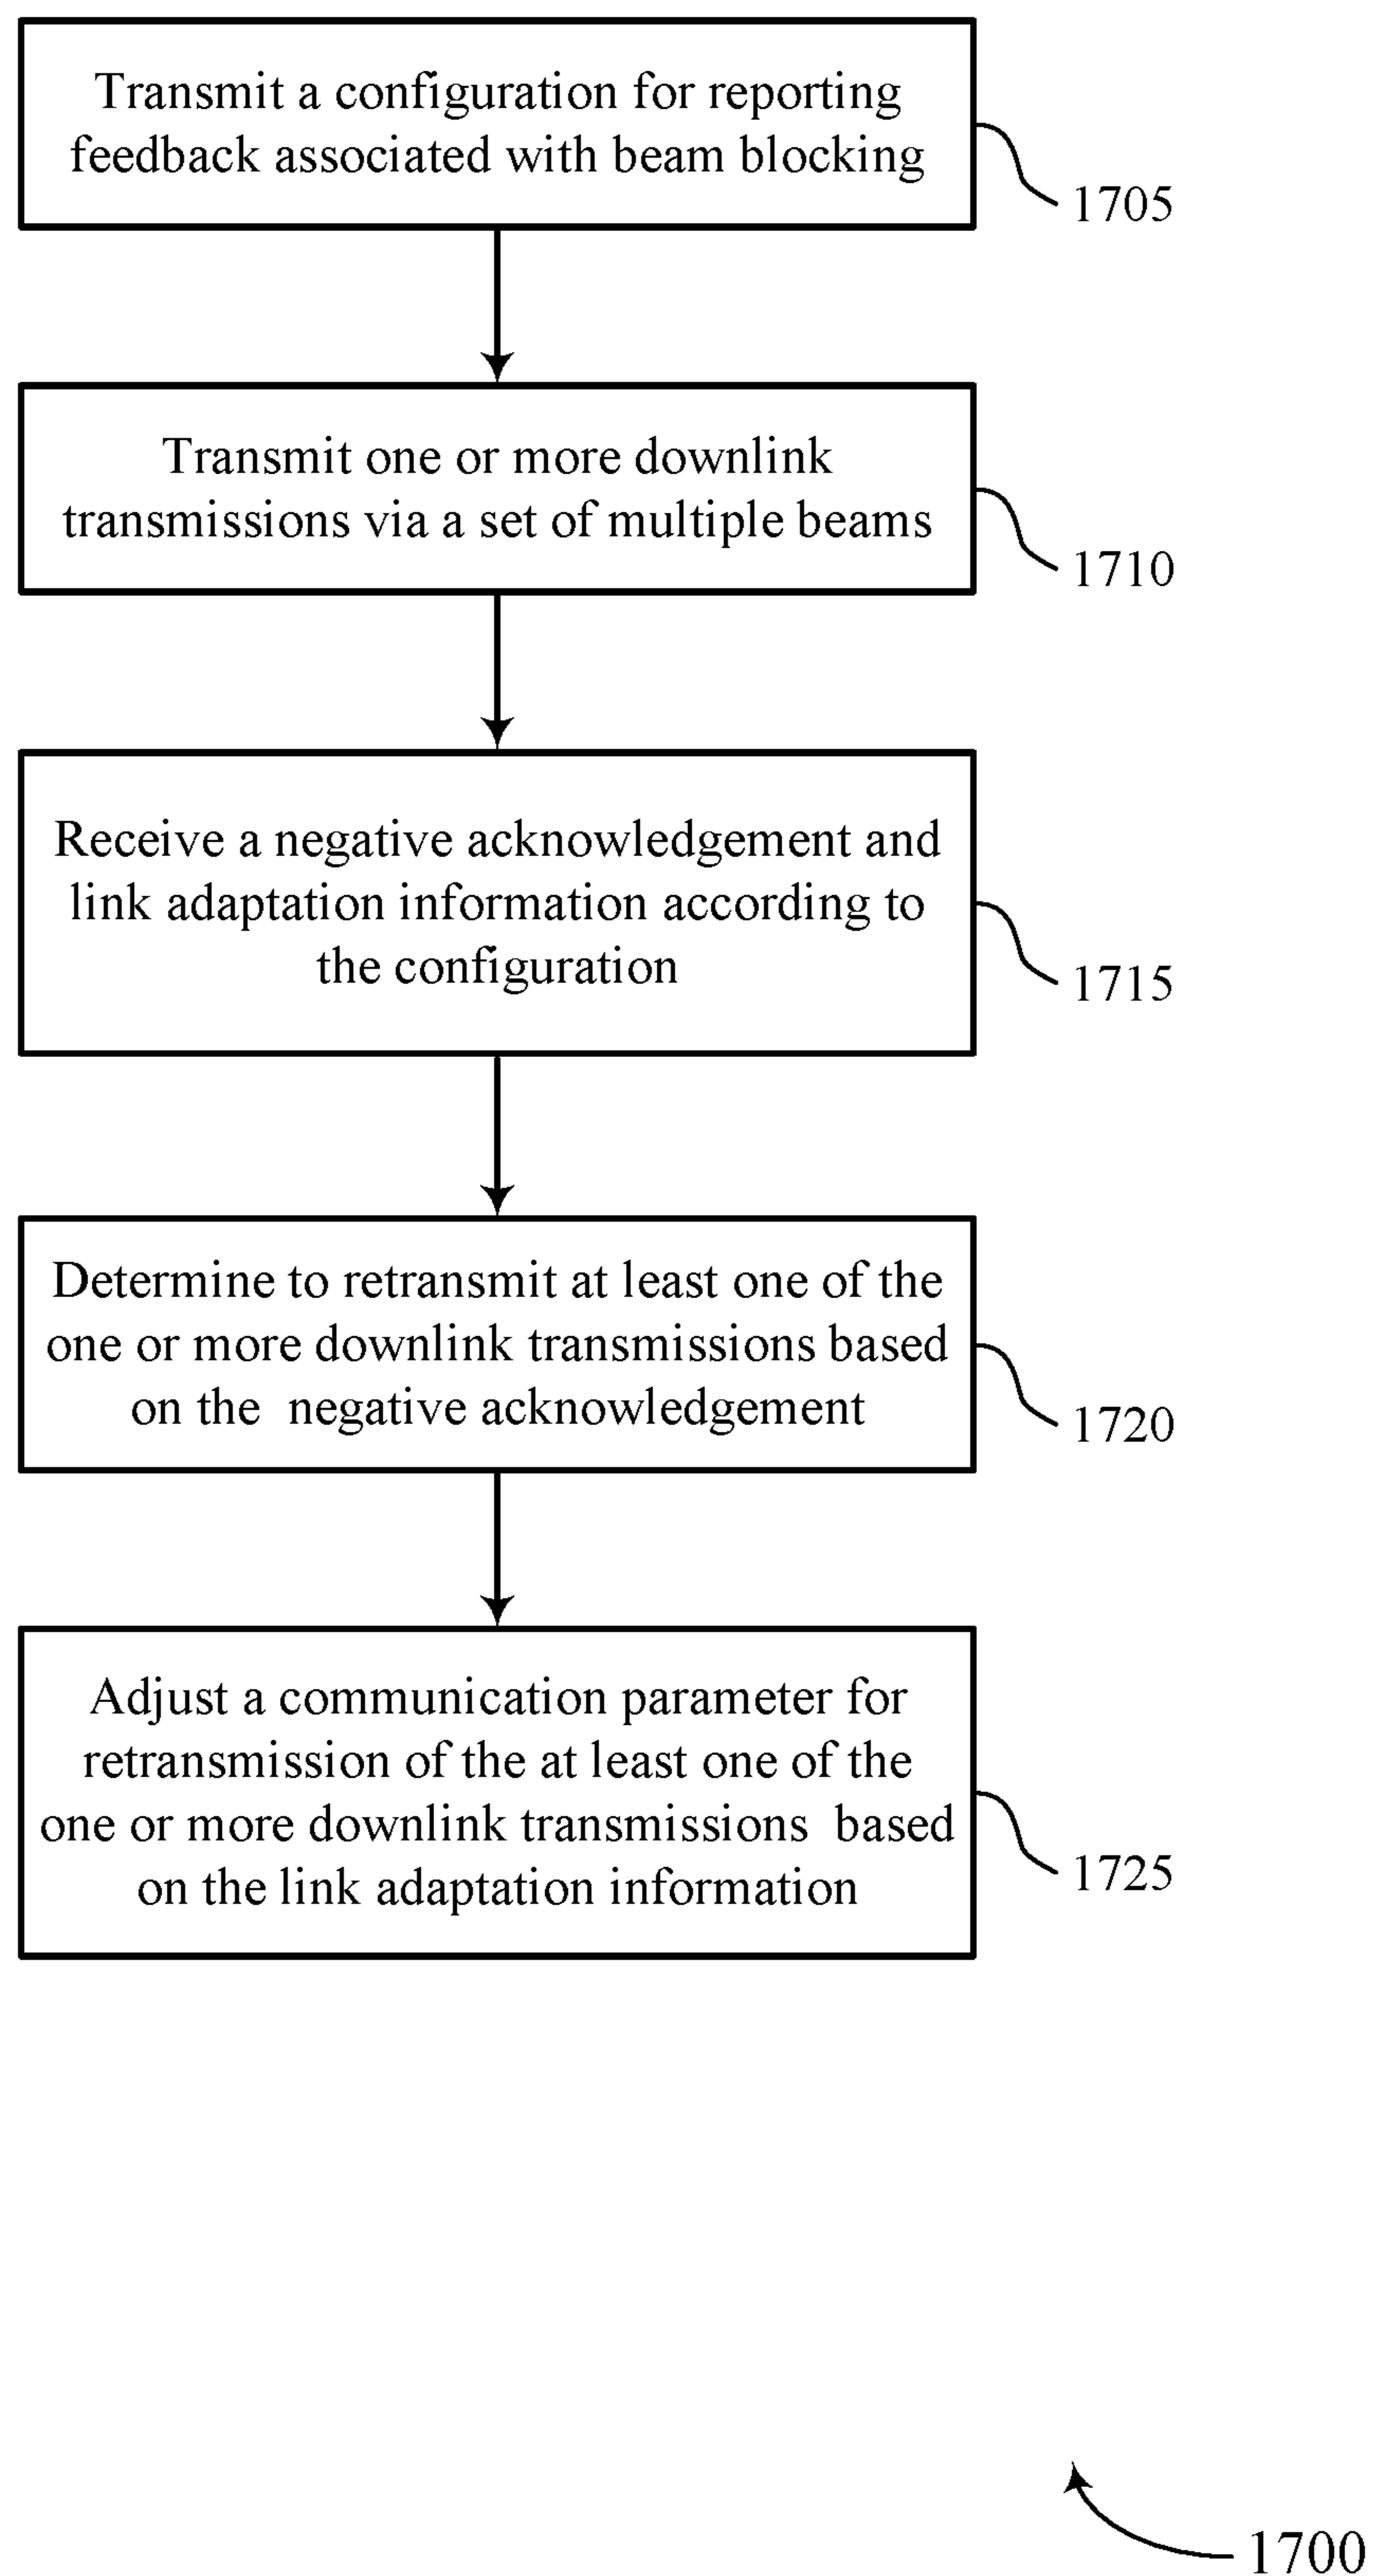 Transmit a configuration for reporting
feedback associated with beam blocking
1705
Transmit one or more downlink
transmissions via a set of multiple beams
1710
Receive a negative acknowledgement and
link adaptation information according to
the configuration
1715
Determine to retransmit at least one of the
one or more downlink transmissions based
on the negative acknowledgement
1720
Adjust a communication parameter for
retransmission of the at least one of the
one or more downlink transmissions based
on the link adaptation information
1725
1700